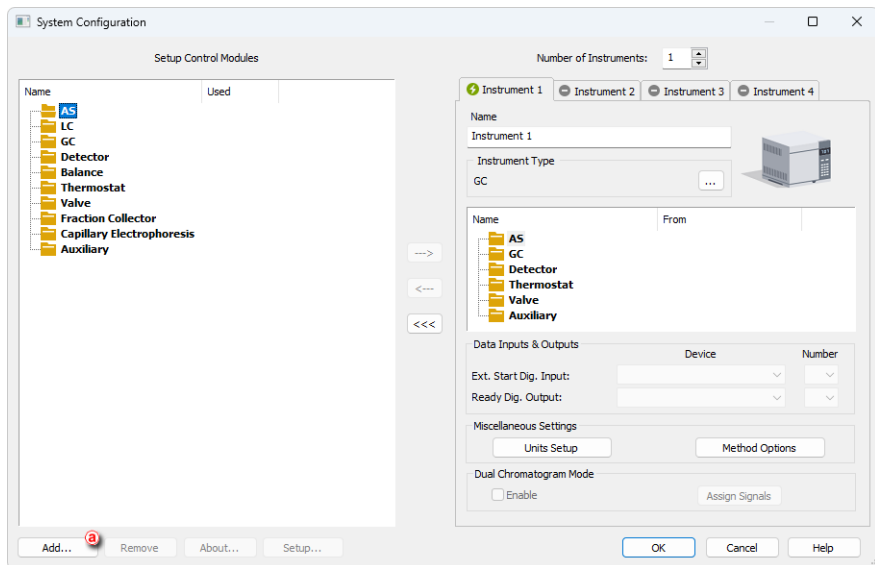 System Configuration
Setup Control Modules
Name Used
AS
LC
GC
Detector
Balance
Thermostat
Valve
Fraction Collector
Capillary Electrophoresis
Auxiliary
Add...
a
Remove
About...
Setup...
--->
<---
<<<
Number of Instruments: 1
Instrument 1 Instrument 2 Instrument 3 Instrument 4
Name
Instrument 1
Instrument Type
GC ...
Name From
AS
GC
Detector
Thermostat
Valve
Auxiliary
Data Inputs & Outputs
Device Number
Ext. Start Dig. Input:
Ready Dig. Output:
Miscellaneous Settings
Units Setup Method Options
Dual Chromatogram Mode
Enable Assign Signals
OK Cancel Help